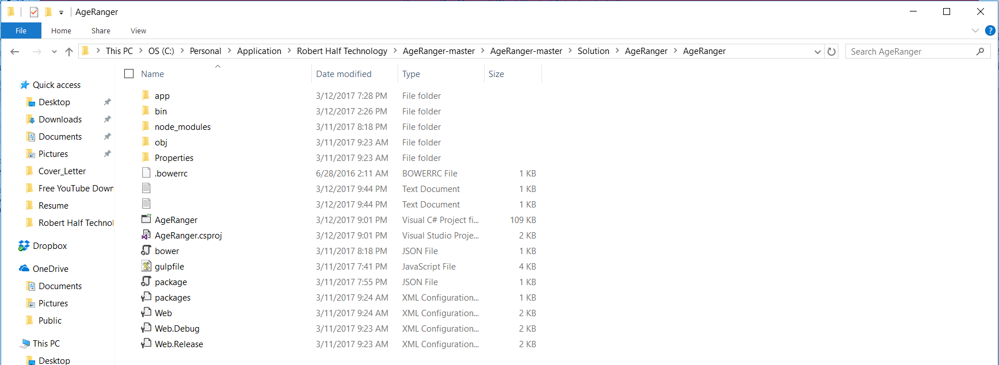 AgeRanger
File Home Share View
This PC OS (C:) Personal Application Robert Half Technology AgeRanger-master AgeRanger-master Solution AgeRanger AgeRanger Search AgeRanger
Name Date modified Type Size
Quick access
Desktop
Downloads
Documents
Pictures
Cover_Letter
Free YouTube Down
Resume
Robert Half Technol
Dropbox
OneDrive
Documents
Pictures
Public
This PC
Desktop
app 3/12/2017 7:28 PM File folder
bin 3/12/2017 2:26 PM File folder
node_modules 3/11/2017 8:18 PM File folder
obj 3/11/2017 9:23 AM File folder
Properties 3/11/2017 9:23 AM File folder
.bowerrc 6/28/2016 2:11 AM BOWERRC File 1 KB
3/12/2017 9:44 PM Text Document 1 KB
3/12/2017 9:44 PM Text Document 1 KB
AgeRanger 3/12/2017 9:01 PM Visual C# Project fi... 109 KB
AgeRanger.csproj 3/12/2017 9:01 PM Visual Studio Proje... 2 KB
bower 3/11/2017 8:18 PM JSON File 1 KB
gulpfile 3/11/2017 7:41 PM JavaScript File 4 KB
package 3/11/2017 7:55 PM JSON File 1 KB
packages 3/11/2017 9:24 AM XML Configuration... 1 KB
Web 3/11/2017 9:24 AM XML Configuration... 2 KB
Web.Debug 3/11/2017 9:23 AM XML Configuration... 2 KB
Web.Release 3/11/2017 9:23 AM XML Configuration... 2 KB